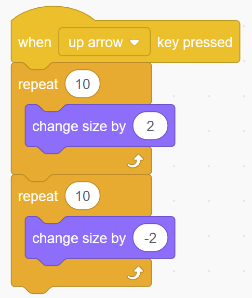 when up arrow key pressed
repeat 10
change size by 2
repeat 10
change size by -2